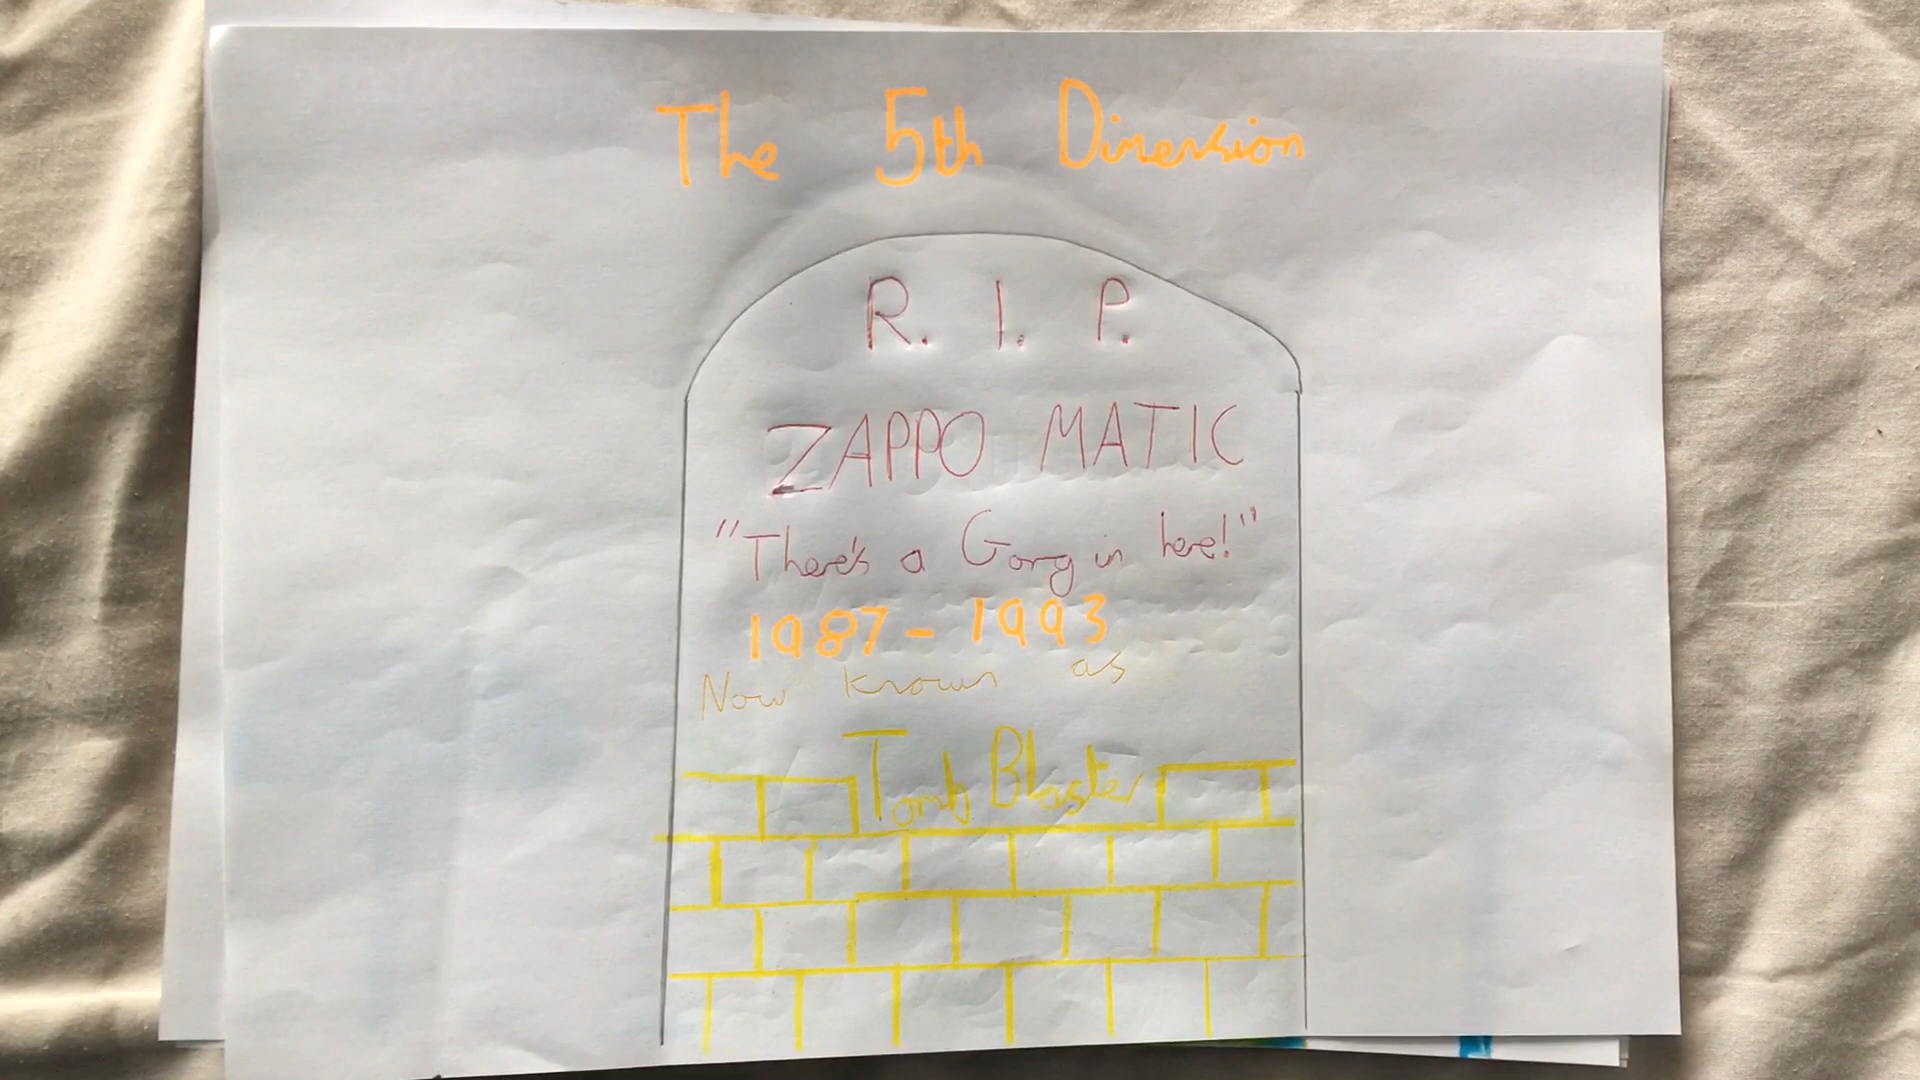 The 5th Dimension
R. I. P.
ZAPPO MATIC
"There's a Gorg in here!"
1987 - 1993
Now known as
Tomb Blaster